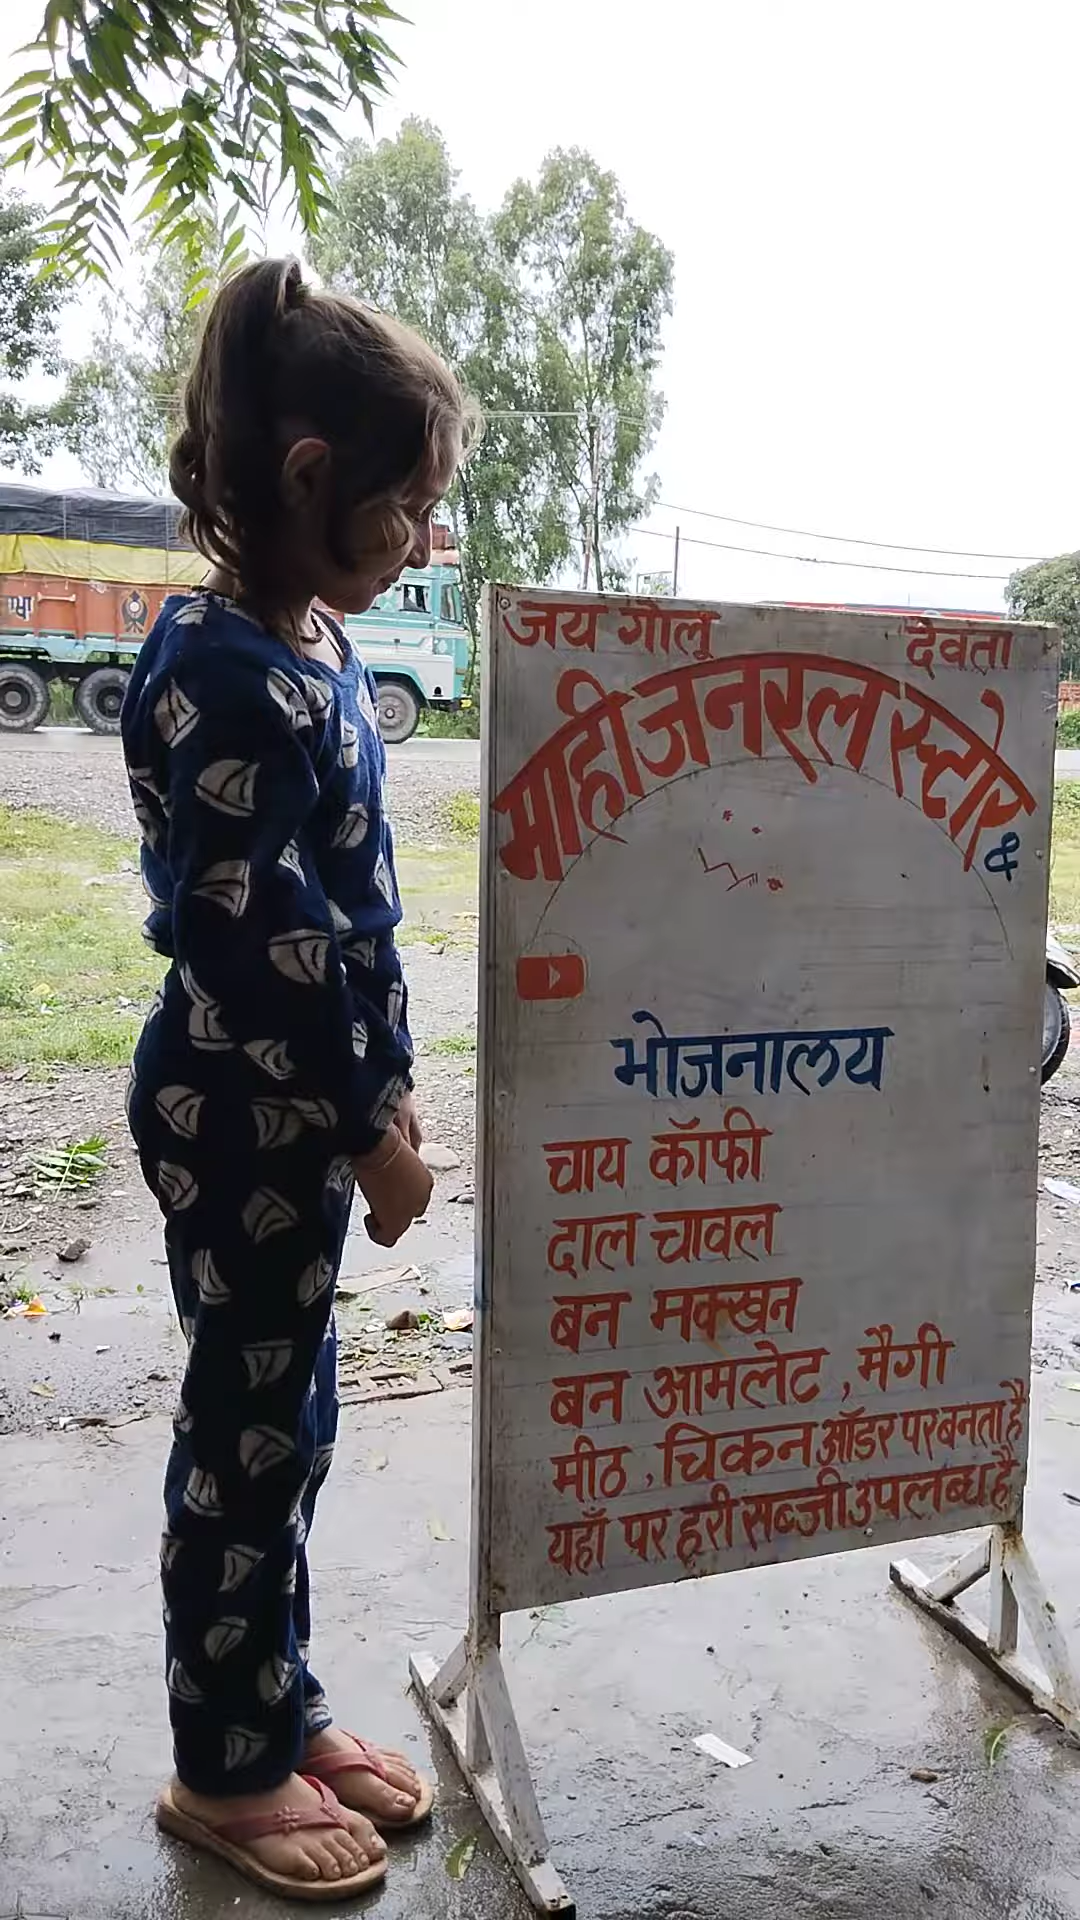 जय गोलू देवता
माही जनरल स्टोर &
भोजनालय
चाय कॉफी
दाल चावल
बन मक्खन
बन आमलेट, मैगी
मीठ, चिकन ऑडर पर बनता है
यहाँ पर हरी सब्जी उपलब्ध है